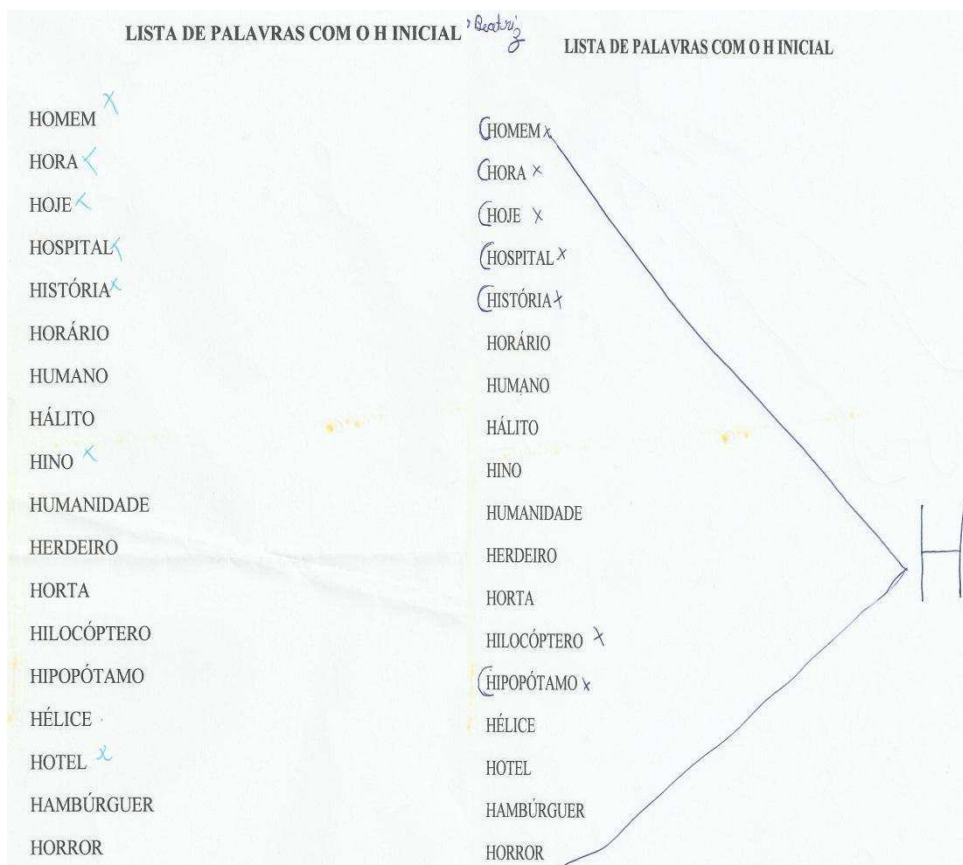 LISTA DE PALAVRAS COM O H INICIAL
HOMEM x
HORA x
HOJE x
HOSPITAL x
HISTÓRIA x
HORÁRIO
HUMANO
HÁLITO
HINO x
HUMANIDADE
HERDEIRO
HORTA
HILOCÓPTERO
HIPOPÓTAMO
HÉLICE
HOTEL x
HAMBÚRGUER
HORROR
Beatriz
LISTA DE PALAVRAS COM O H INICIAL
HOMEM x
HORA x
HOJE x
HOSPITAL x
HISTÓRIA x
HORÁRIO
HUMANO
HÁLITO
HINO
HUMANIDADE
HERDEIRO
HORTA
HILOCÓPTERO x
HIPOPÓTAMO x
HÉLICE
HOTEL
HAMBÚRGUER
HORROR
H